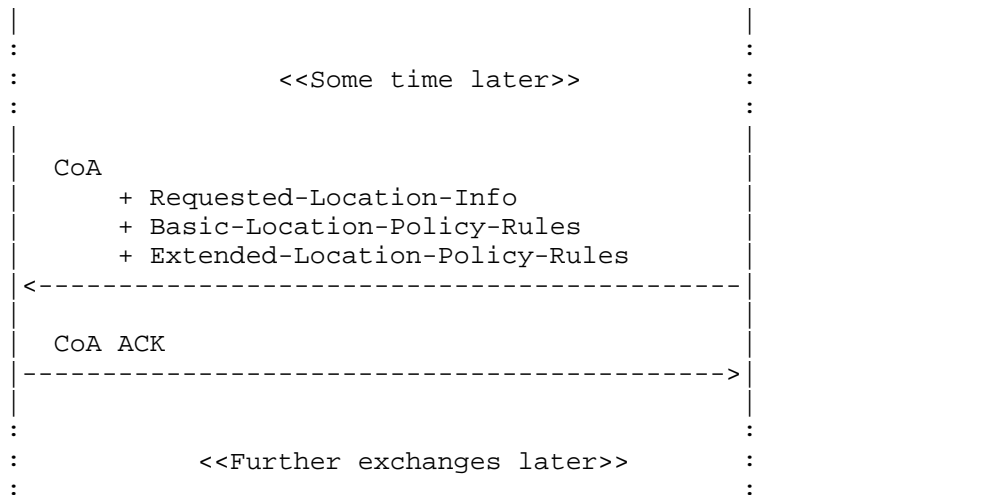 |                                             |
:                                             :
:                <<Some time later>>          :
:                                             :
|                                             |
|  CoA                                        |
|      + Requested-Location-Info              |
|      + Basic-Location-Policy-Rules          |
|      + Extended-Location-Policy-Rules       |
|<--------------------------------------------|
|                                             |
|  CoA ACK                                    |
|-------------------------------------------->|
|                                             |
:                                             :
:           <<Further exchanges later>>       :
:                                             :